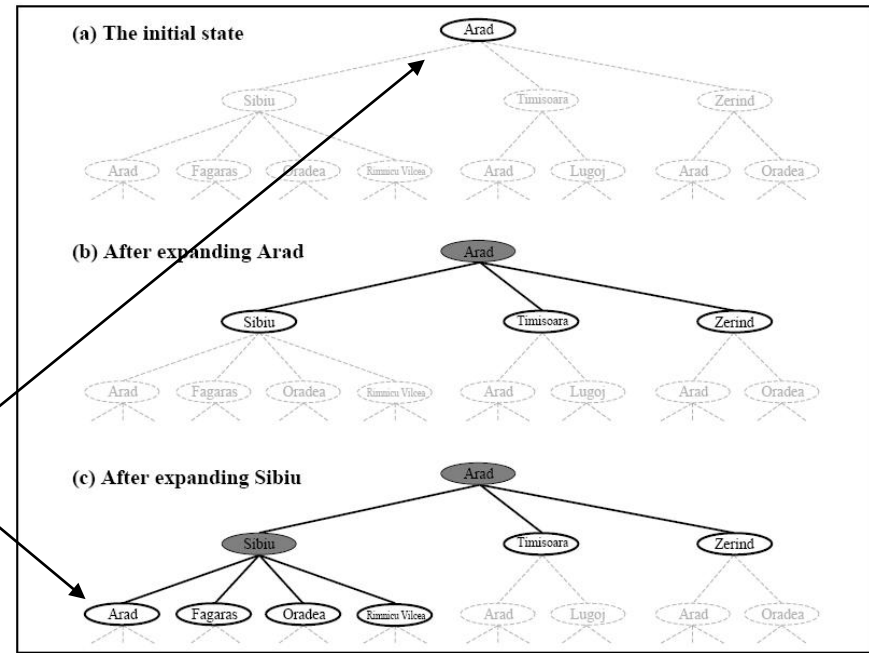 (a) The initial state
Arad
Sibiu Timisoara Zerind
Arad Fagaras Oradea Rimnicu Vilcea Arad Lugoj Arad Oradea
(b) After expanding Arad
Arad
Sibiu Timisoara Zerind
Arad Fagaras Oradea Rimnicu Vilcea Arad Lugoj Arad Oradea
(c) After expanding Sibiu
Arad
Sibiu Timisoara Zerind
Arad Fagaras Oradea Rimnicu Vilcea Arad Lugoj Arad Oradea